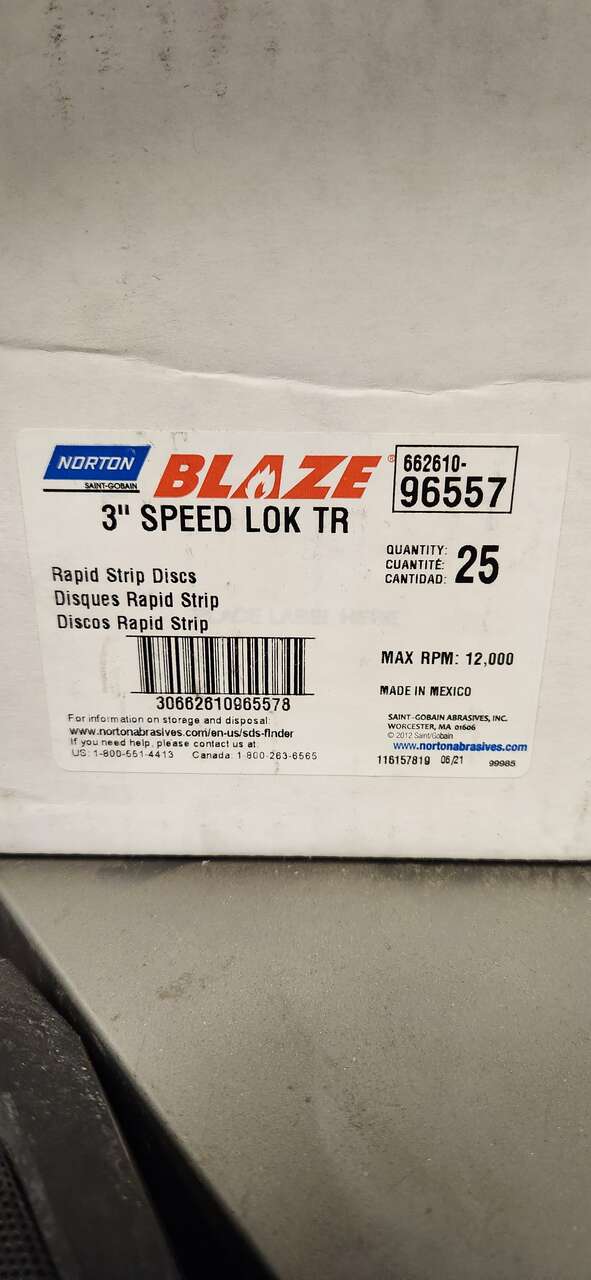 NORTON
SAINT-GOBAIN
BLAZE®
662610-
96557
3" SPEED LOK TR
QUANTITY:
CUANTITÉ:
CANTIDAD:
25
Rapid Strip Discs
Disques Rapid Strip
Discos Rapid Strip
LACE LABEL HERE
30662610965578
MAX RPM: 12,000
MADE IN MEXICO
For information on storage and disposal:
www.nortonabrasives.com/en-us/sds-finder
If you need help, please contact us at:
US: 1-800-551-4413 Canada: 1-800-263-6565
SAINT-GOBAIN ABRASIVES, INC.
WORCESTER, MA 01606
© 2012 Saint-Gobain
www.nortonabrasives.com
116157819 06/21 99985